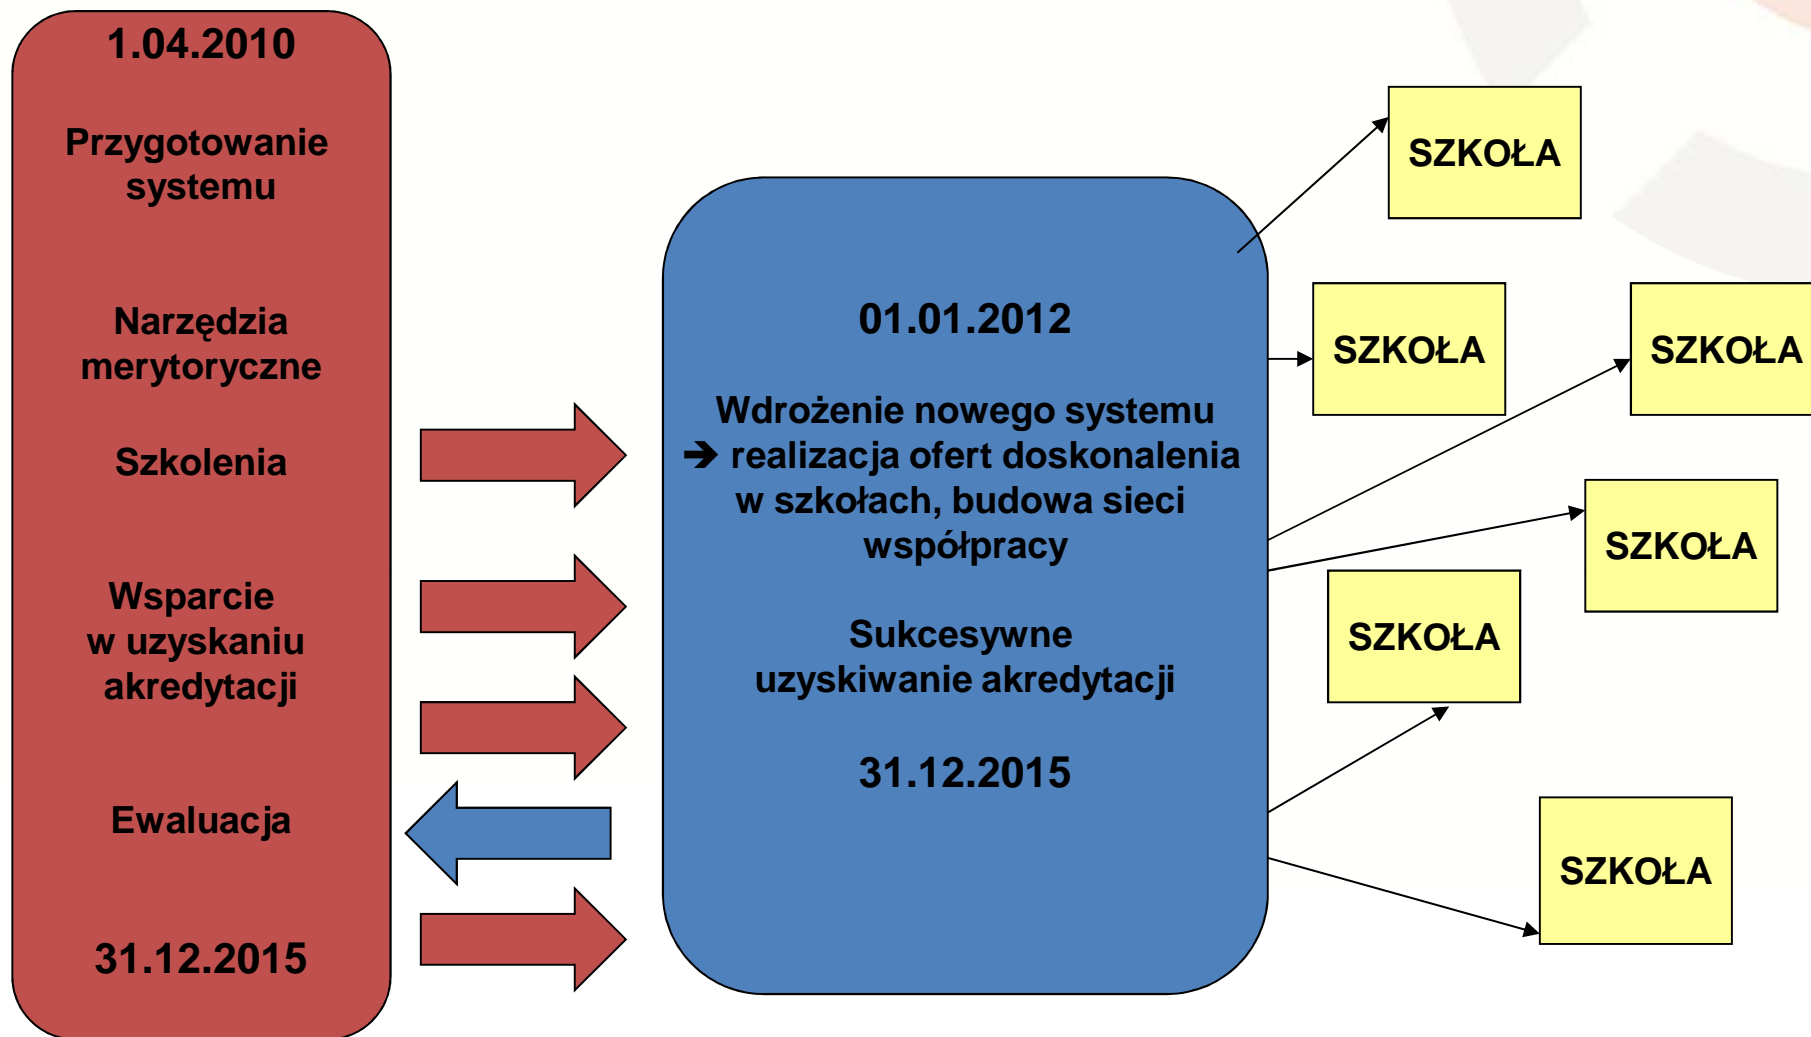 1.04.2010
Przygotowanie
systemu
Narzędzia
merytoryczne
Szkolenia
Wsparcie
w uzyskaniu
akredytacji
Ewaluacja
31.12.2015
01.01.2012
Wdrożenie nowego systemu
➔ realizacja ofert doskonalenia
w szkołach, budowa sieci
współpracy
Sukcesywne
uzyskiwanie akredytacji
31.12.2015
SZKOŁA
SZKOŁA
SZKOŁA
SZKOŁA
SZKOŁA
SZKOŁA